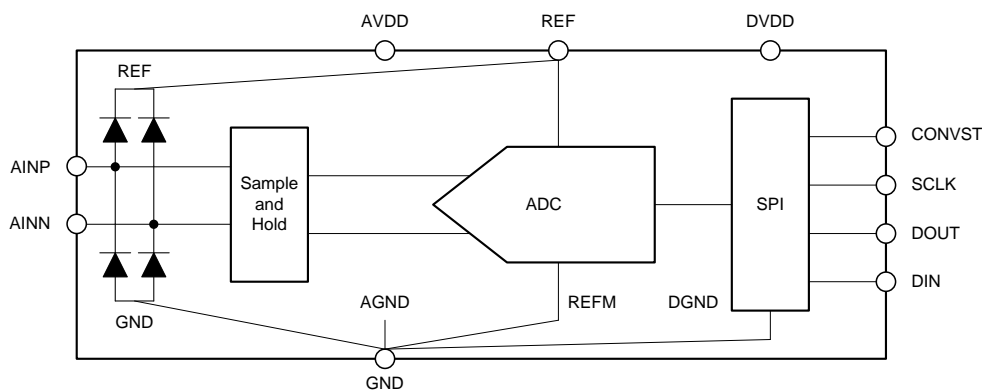 AVDD
REF
DVDD
REF
CONVST
AINP
Sample
and
Hold
ADC
SPI
SCLK
AINN
DOUT
DIN
AGND
REFM
DGND
GND
GND